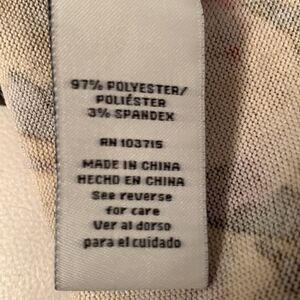 97% POLYESTER/
POLIÉSTER
3% SPANDEX
RN 103715
MADE IN CHINA
HECHO EN CHINA
See reverse
for care
Ver al dorso
para el cuidado